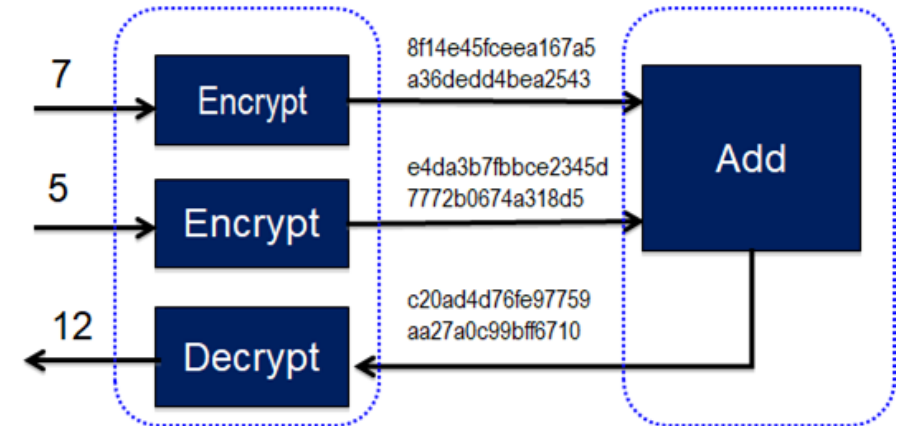 7
Encrypt
8f14e45fceea167a5
a36dedd4bea2543
Add
5
Encrypt
e4da3b7fbbce2345d
7772b0674a318d5
12
Decrypt
c20ad4d76fe97759
aa27a0c99bff6710